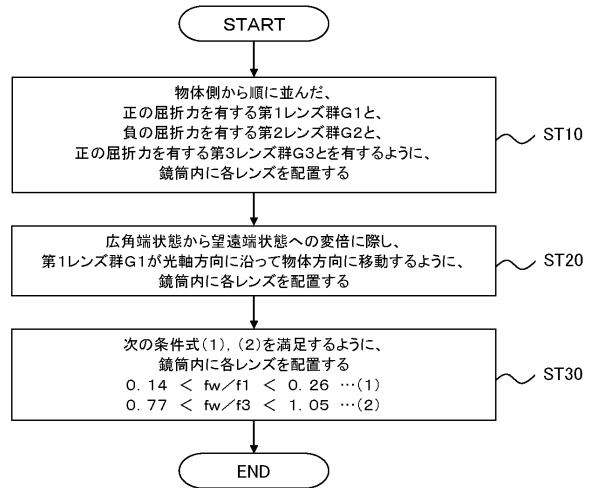 START
物体側から順に並んだ、
正の屈折力を有する第1レンズ群G1と、
負の屈折力を有する第2レンズ群G2と、
正の屈折力を有する第3レンズ群G3とを有するように、
鏡筒内に各レンズを配置する
ST10
広角端状態から望遠端状態への変倍に際し、
第1レンズ群G1が光軸方向に沿って物体方向に移動するように、
鏡筒内に各レンズを配置する
ST20
次の条件式(1),(2)を満足するように、
鏡筒内に各レンズを配置する
0.14 < fw/f1 < 0.26 …(1)
0.77 < fw/f3 < 1.05 …(2)
ST30
END